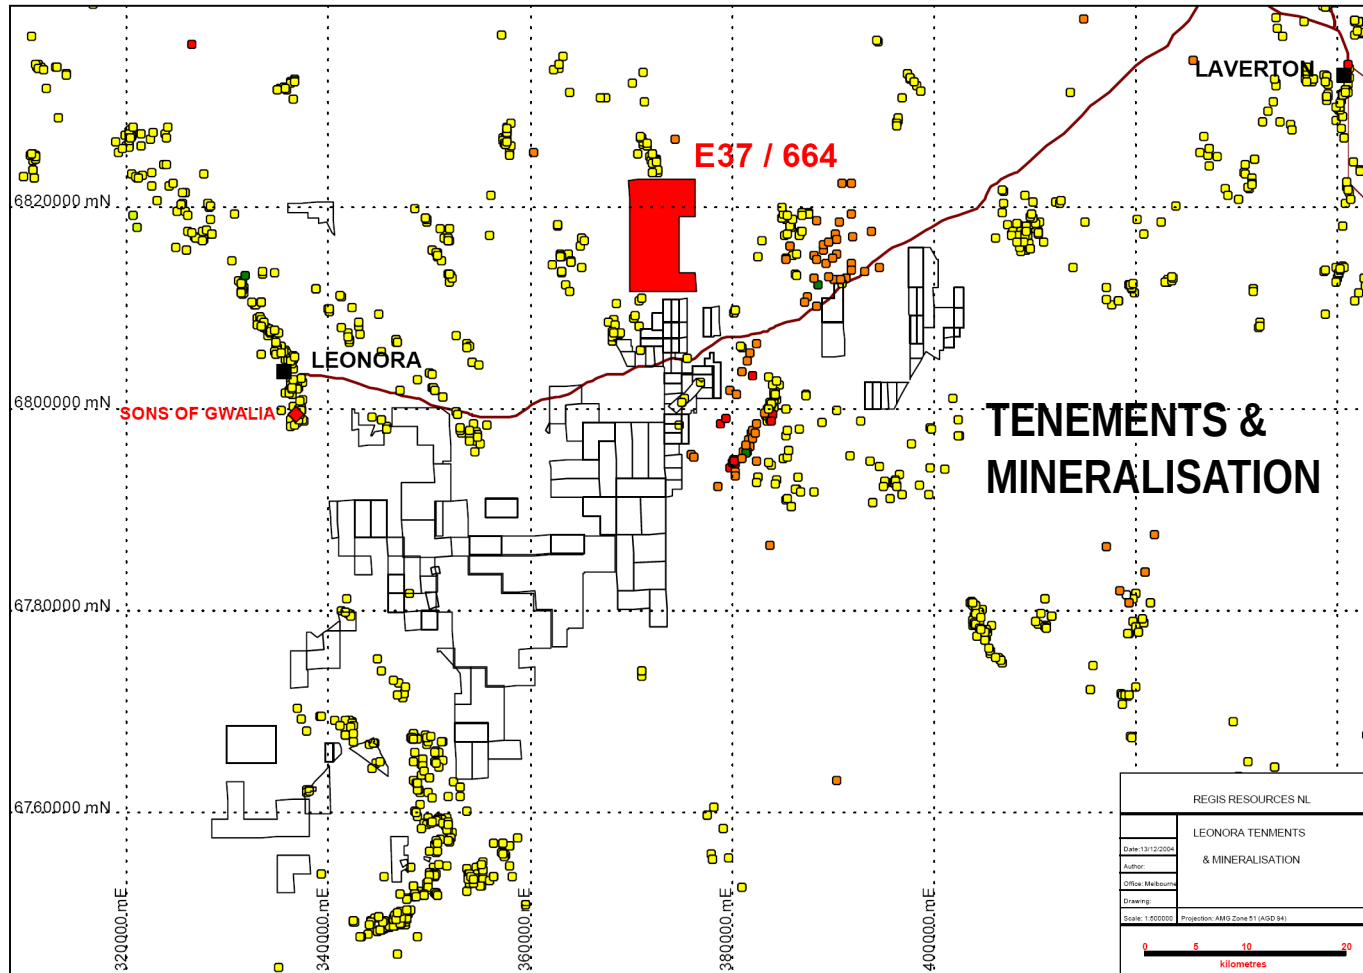 LAVERTON
E37 / 664
6820000 mN
LEONORA
SONS OF GWALIA
6800000 mN
TENEMENTS &
MINERALISATION
6780000 mN
6760000 mN
320000 mE
340000 mE
360000 mE
380000 mE
400000 mE
REGIS RESOURCES NL
LEONORA TENMENTS
& MINERALISATION
Date:13/12/2004
Author:
Office: Melbourne
Drawing:
Scale: 1:500000
Projection: AMG Zone 51 (AGD 94)
0 5 10 20
kilometres